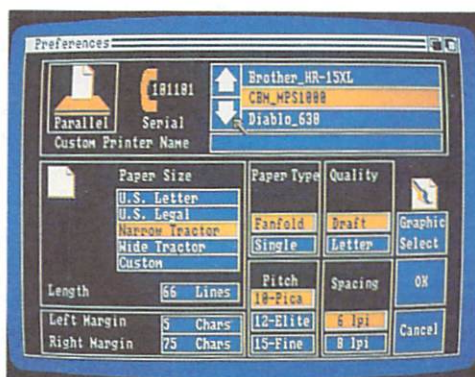 Preferences
101101
Parallel
Serial
Custom Printer Name
Brother_HR-15XL
CBM_MPS1000
Diablo_630
Paper Size
U.S. Letter
U.S. Legal
Narrow Tractor
Wide Tractor
Custom
Length
66 Lines
Left Margin
5 Chars
Right Margin
75 Chars
Paper Type
Fanfold
Single
Quality
Draft
Letter
Graphic
Select
Pitch
10-Pica
12-Elite
15-Fine
Spacing
6 lpi
8 lpi
OK
Cancel